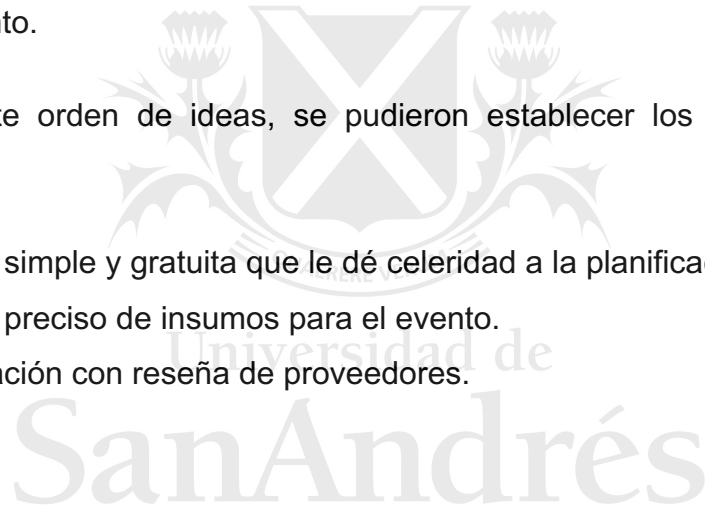 nto.
te orden de ideas, se pudieron establecer los
simple y gratuita que le dé celeridad a la planifica
preciso de insumos para el evento.
ación con reseña de proveedores.
Universidad de
SanAndrés